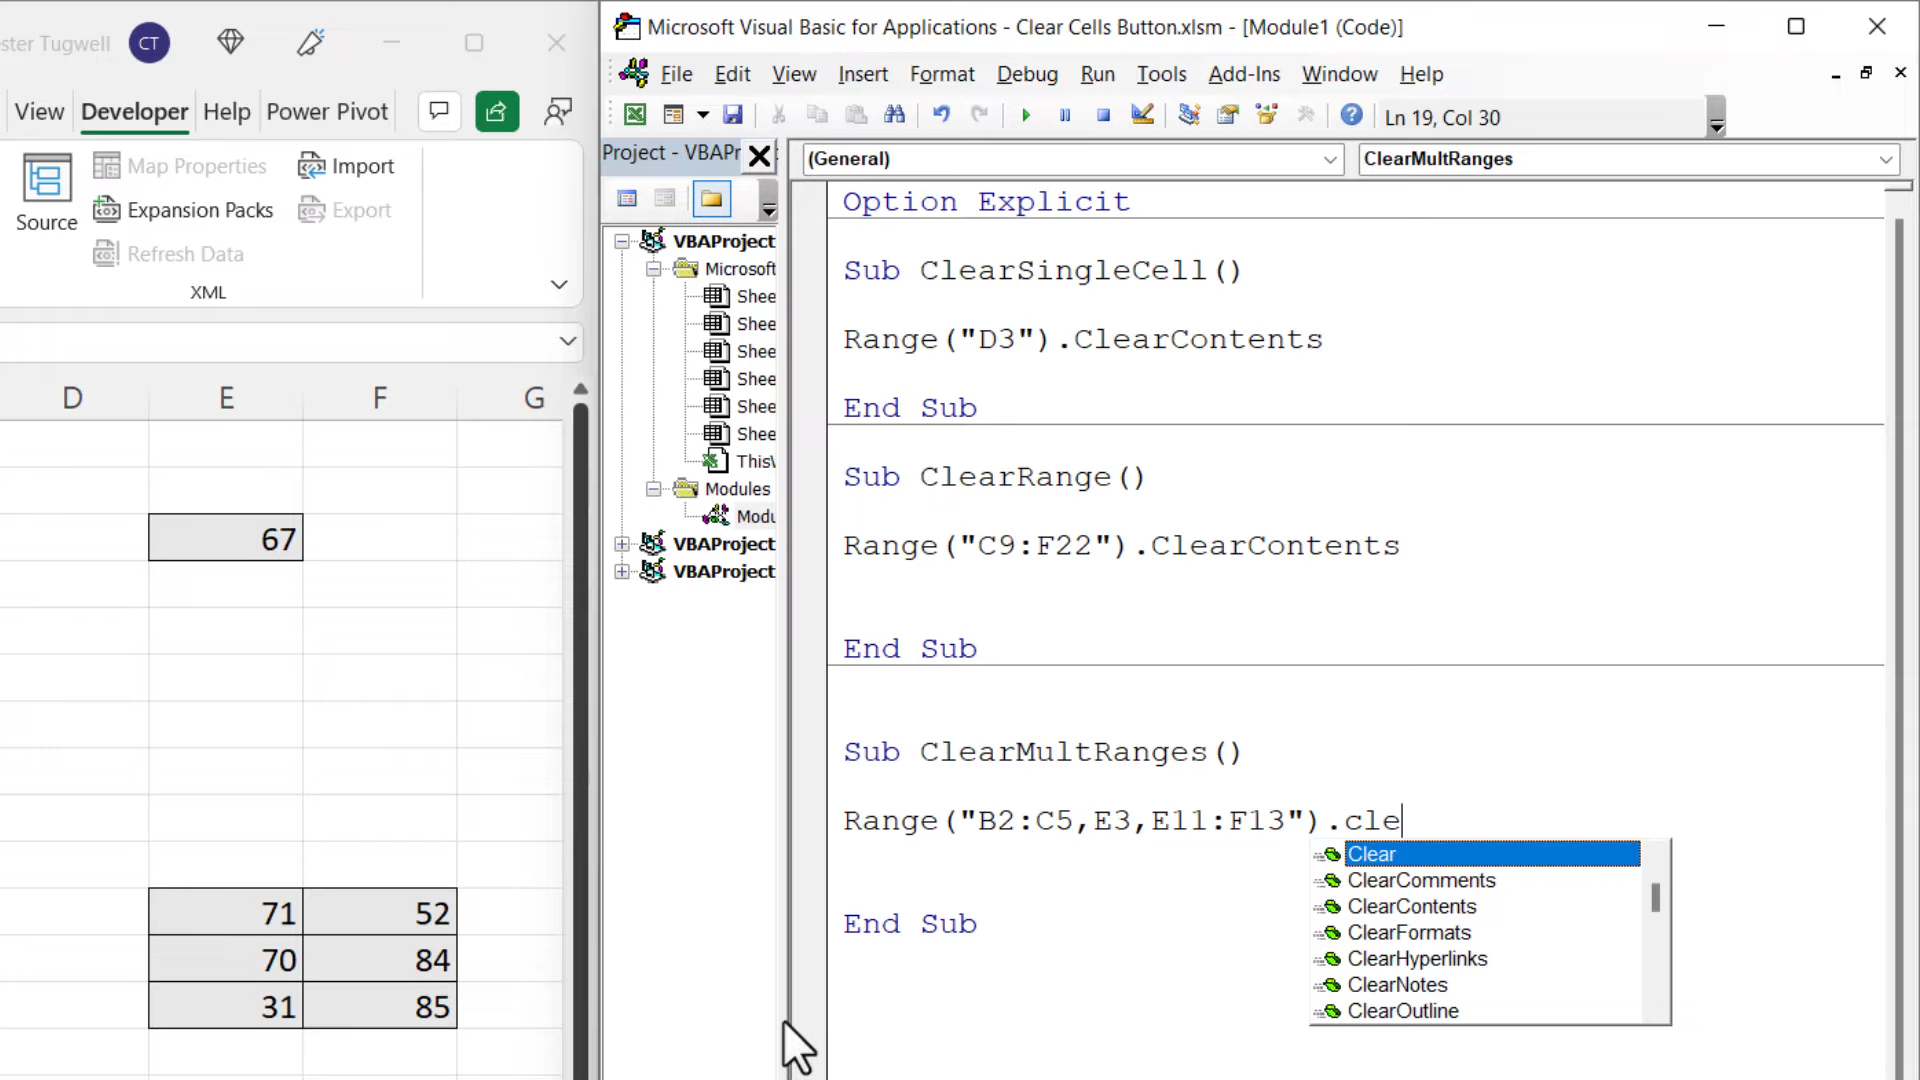 ester Tugwell CT
View Developer Help Power Pivot
Source
Map Properties
Expansion Packs
Refresh Data
Import
Export
XML
D E F G
67
71 52
70 84
31 85
Microsoft Visual Basic for Applications - Clear Cells Button.xlsm - [Module1 (Code)]
File Edit View Insert Format Debug Run Tools Add-Ins Window Help
Ln 19, Col 30
Project - VBAPr
VBAProject
Microsoft
Shee
Shee
Shee
Shee
Shee
Shee
ThisW
Modules
Modu
VBAProject
VBAProject
(General) ClearMultRanges
Option Explicit
Sub ClearSingleCell()
Range("D3").ClearContents
End Sub
Sub ClearRange()
Range("C9:F22").ClearContents
End Sub
Sub ClearMultRanges()
Range("B2:C5,E3,E11:F13").cle
Clear
ClearComments
ClearContents
ClearFormats
ClearHyperlinks
ClearNotes
ClearOutline
End Sub